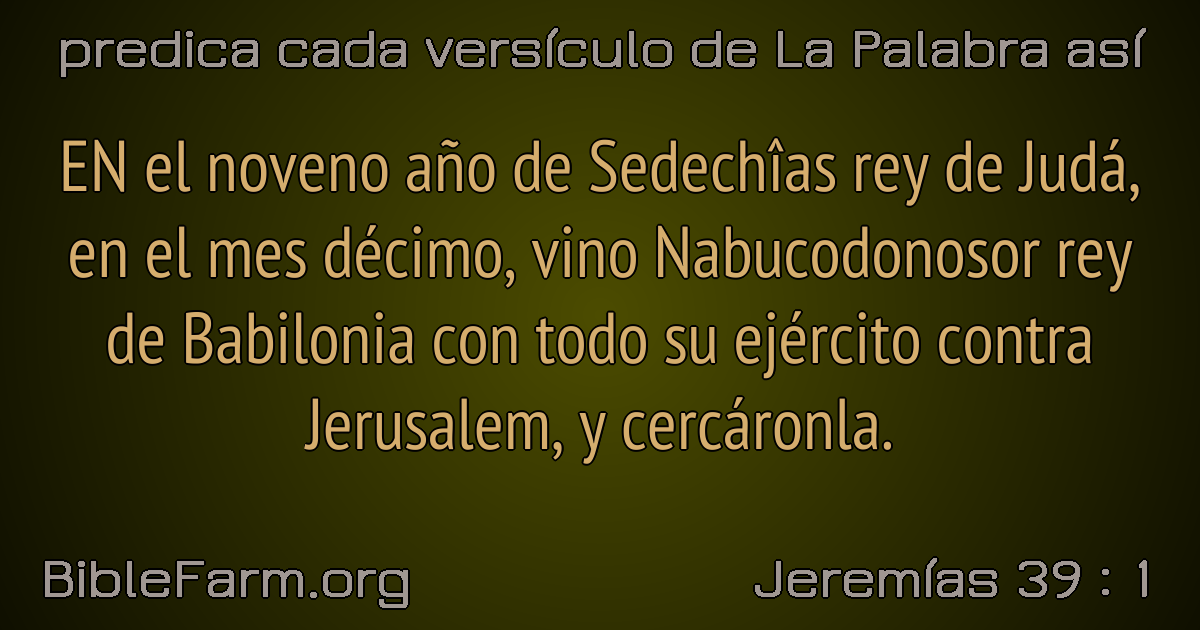 predica cada versículo de La Palabra así
EN el noveno año de Sedechîas rey de Judá,
en el mes décimo, vino Nabucodonosor rey
de Babilonia con todo su ejército contra
Jerusalem, y cercáronla.
BibleFarm.org
Jeremías 39 : 1